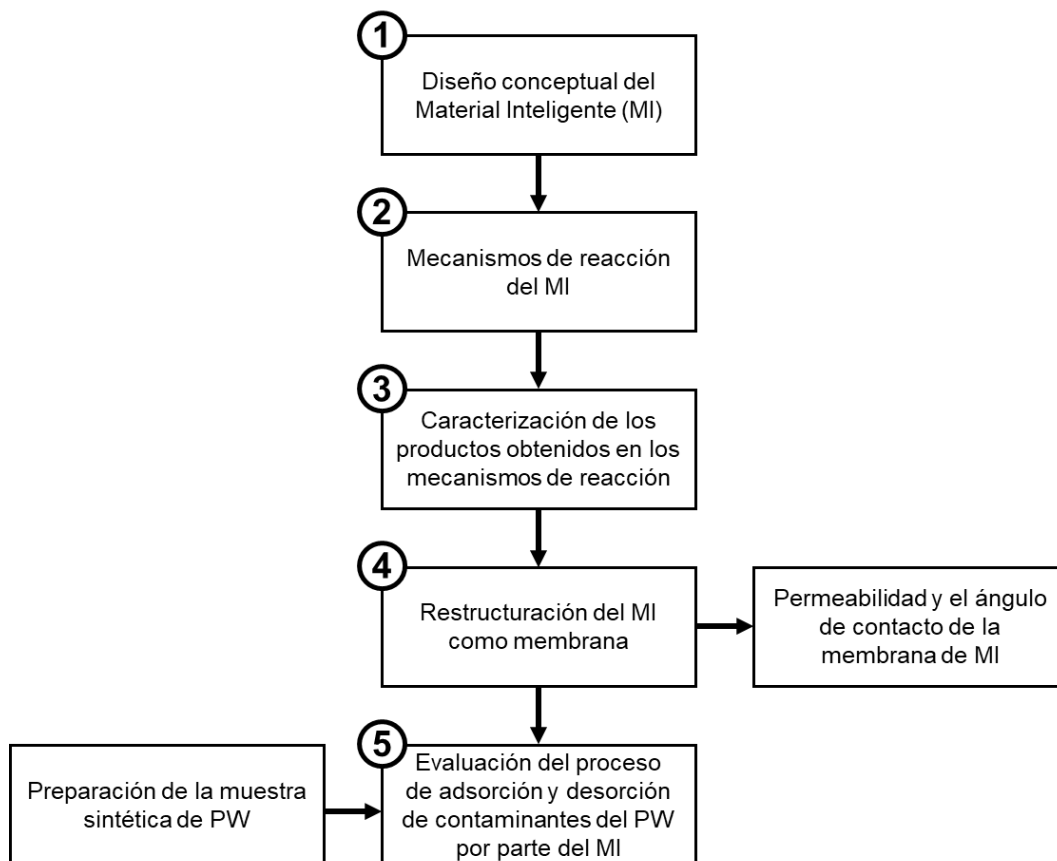 1
Diseño conceptual del
Material Inteligente (MI)
2
Mecanismos de reacción
del MI
3
Caracterización de los
productos obtenidos en los
mecanismos de reacción
4
Restructuración del MI
como membrana
Permeabilidad y el ángulo
de contacto de la
membrana de MI
Preparación de la muestra
sintética de PW
5
Evaluación del proceso
de adsorción y desorción
de contaminantes del PW
por parte del MI